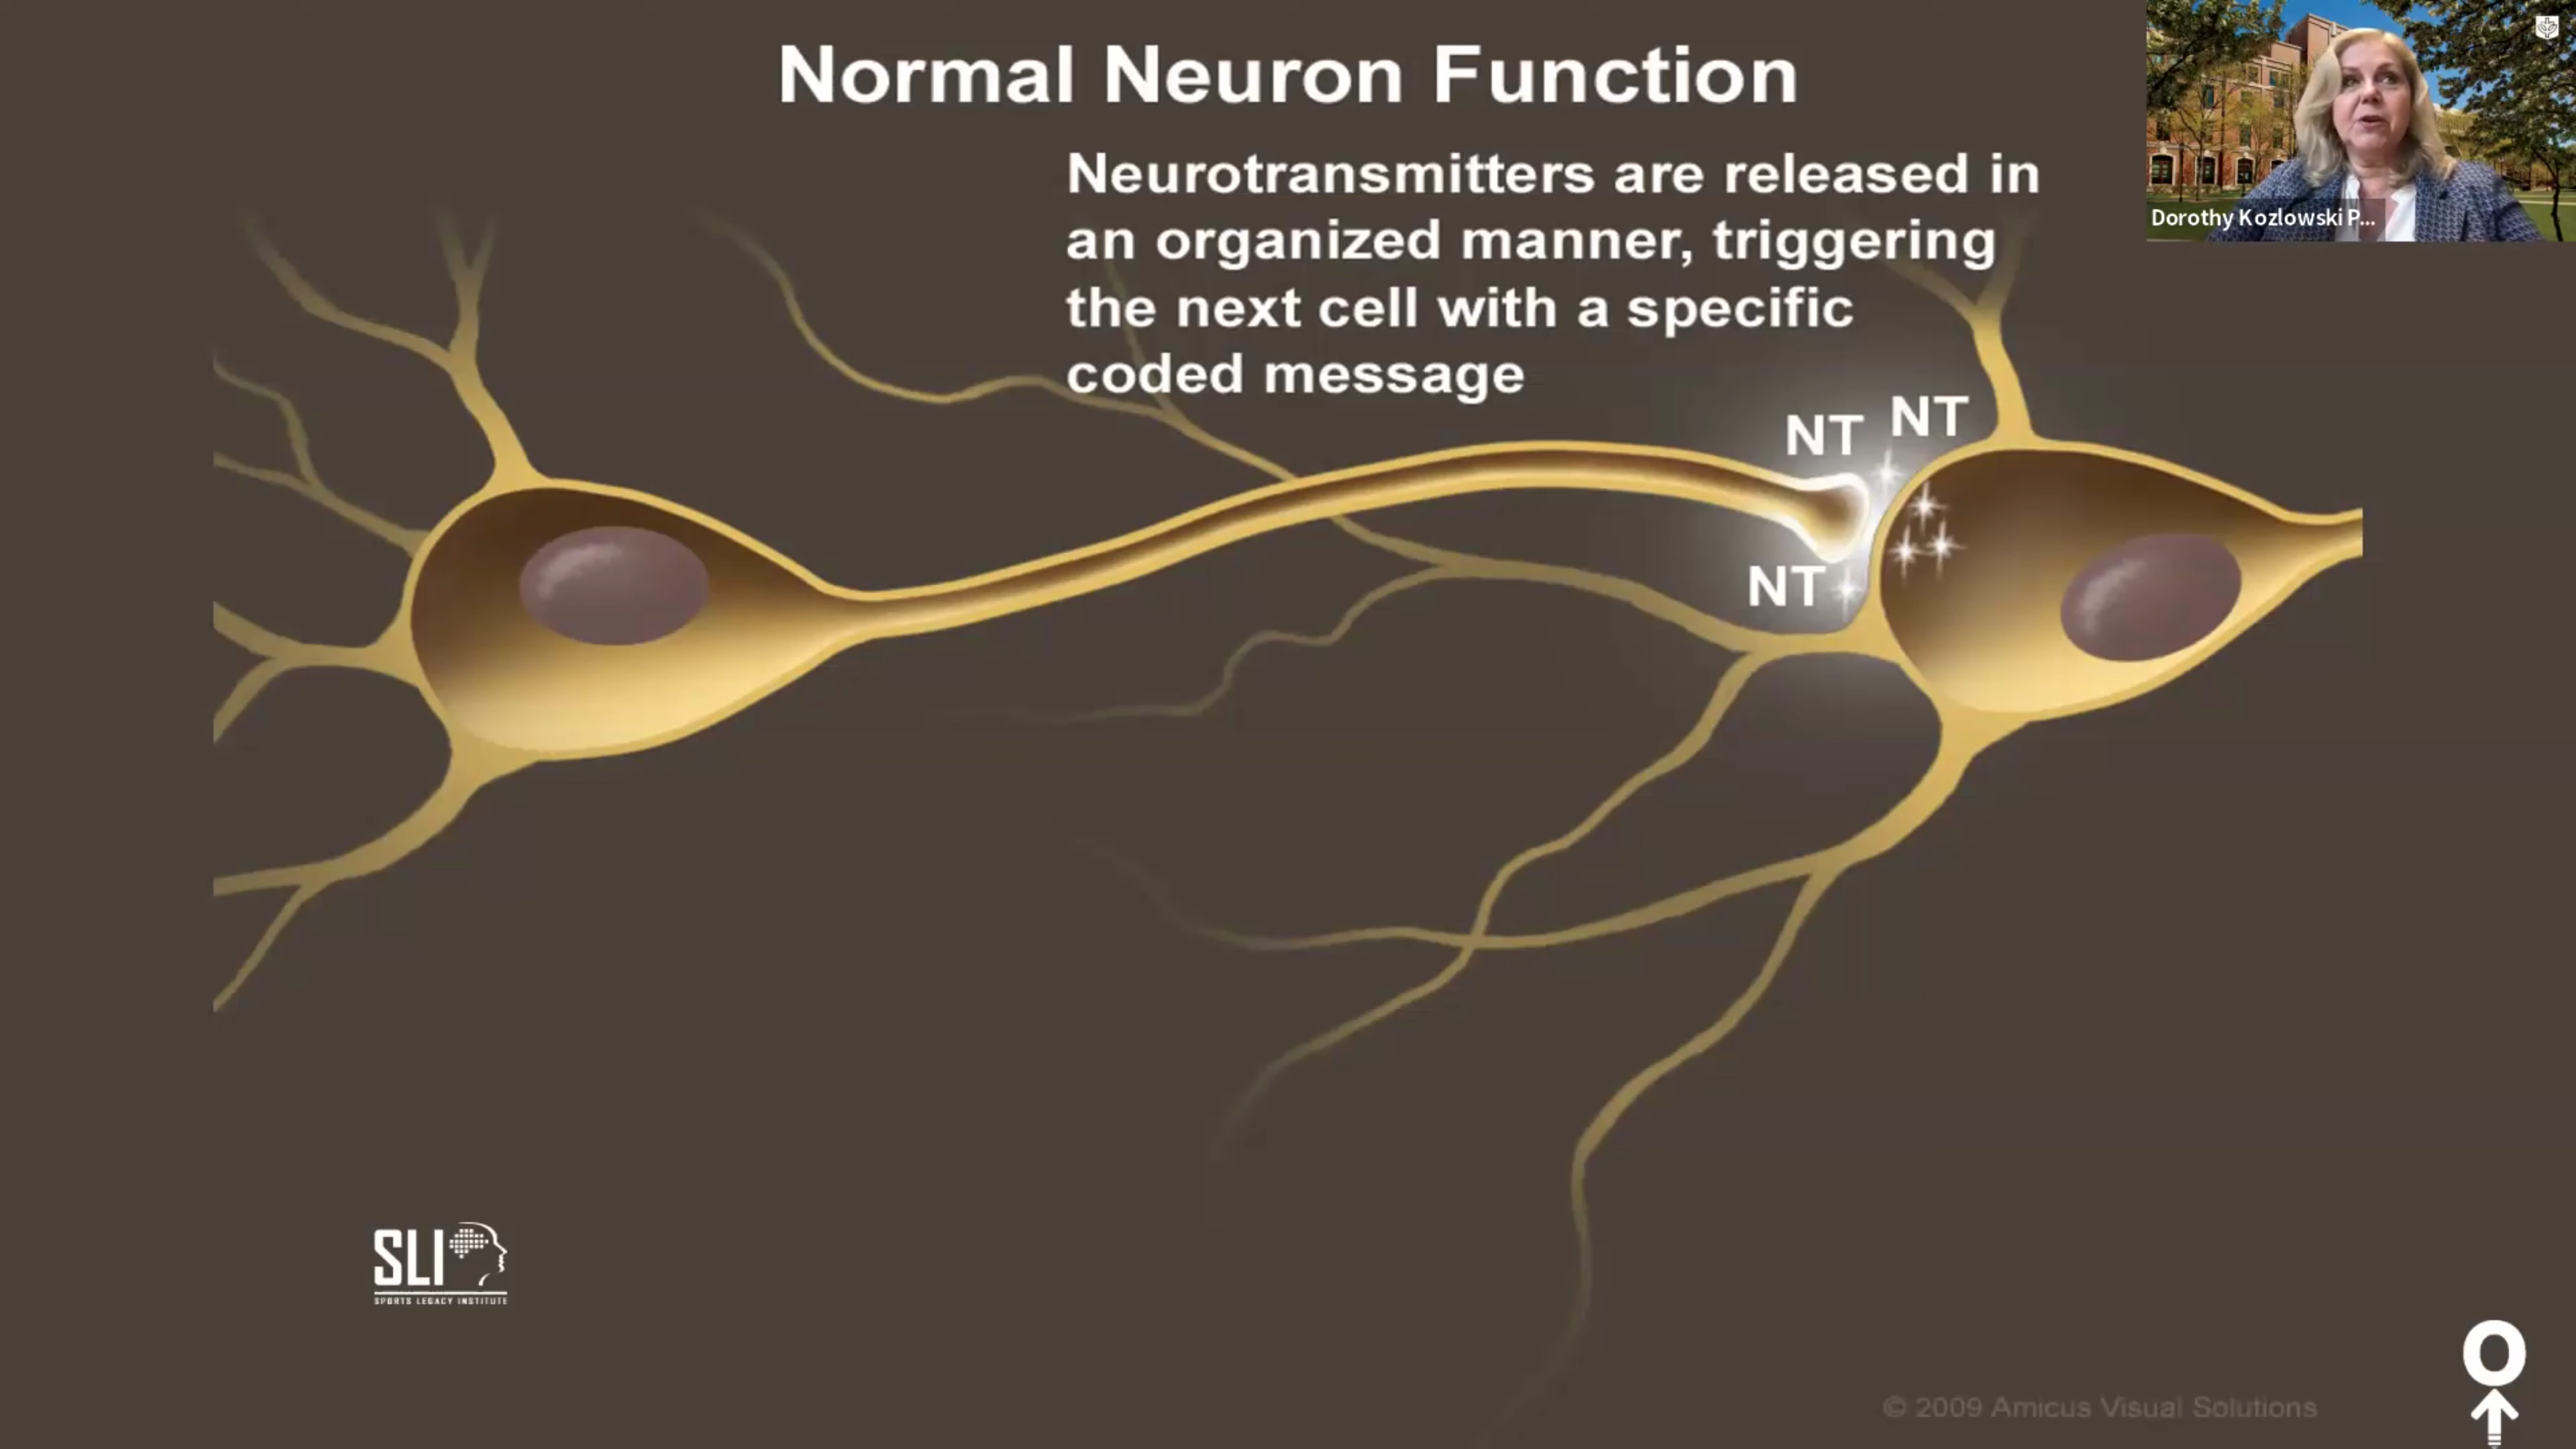 Normal Neuron Function
Neurotransmitters are released in
an organized manner, triggering
the next cell with a specific
coded message
Dorothy Kozlowski P...
NT NT
NT
SLI
SPORTS LEGACY INSTITUTE
© 2009 Amicus Visual Solutions